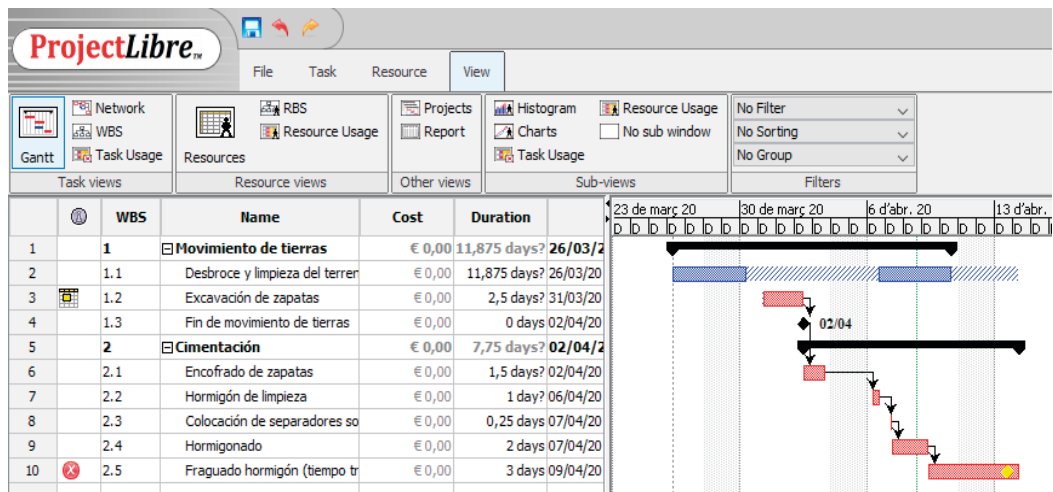 ProjectLibre™
File Task Resource View
Network RBS Projects Histogram Resource Usage No Filter
WBS Resource Usage Report Charts No sub window No Sorting
Gantt Task Usage Resources Task Usage No Group
Task views Resource views Other views Sub-views Filters
WBS Name Cost Duration 23 de març 20 30 de març 20 6 d'abr. 20 13 d'abr.
D D D D D D D D D D D D D D D D D D D D D D D
1 1 Movimiento de tierras € 0,00 11,875 days? 26/03/2
2 1.1 Desbroce y limpieza del terren € 0,00 11,875 days? 26/03/20
3 1.2 Excavación de zapatas € 0,00 2,5 days? 31/03/20
4 1.3 Fin de movimiento de tierras € 0,00 0 days 02/04/20 02/04
5 2 Cimentación € 0,00 7,75 days? 02/04/2
6 2.1 Encofrado de zapatas € 0,00 1,5 days? 02/04/20
7 2.2 Hormigón de limpieza € 0,00 1 day? 06/04/20
8 2.3 Colocación de separadores so € 0,00 0,25 days 07/04/20
9 2.4 Hormigonado € 0,00 2 days 07/04/20
10 2.5 Fraguado hormigón (tiempo tr € 0,00 3 days 09/04/20